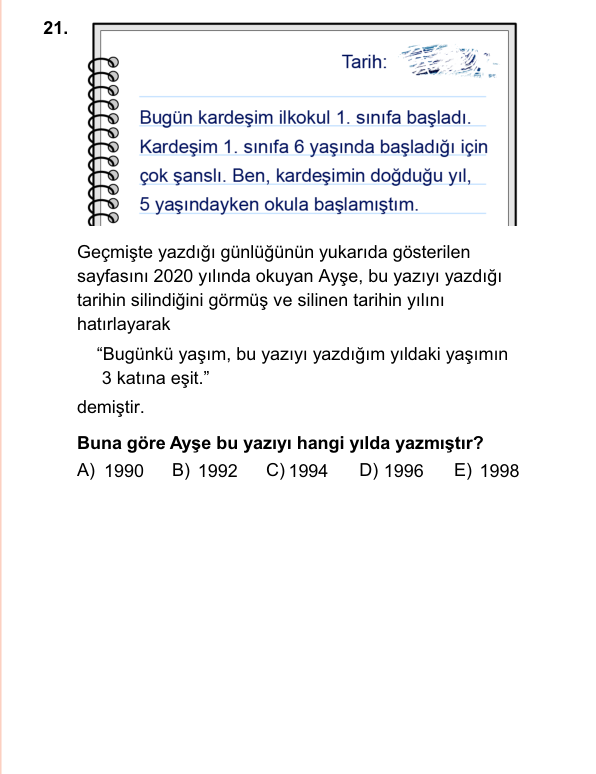 21.
Tarih:
Bugün kardeşim ilkokul 1. sınıfa başladı.
Kardeşim 1. sınıfa 6 yaşında başladığı için
çok şanslı. Ben, kardeşimin doğduğu yıl,
5 yaşındayken okula başlamıştım.
Geçmişte yazdığı günlüğünün yukarıda gösterilen
sayfasını 2020 yılında okuyan Ayşe, bu yazıyı yazdığı
tarihin silindiğini görmüş ve silinen tarihin yılını
hatırlayarak
“Bugünkü yaşım, bu yazıyı yazdığım yıldaki yaşımın
3 katına eşit.”
demiştir.
Buna göre Ayşe bu yazıyı hangi yılda yazmıştır?
A) 1990 B) 1992 C) 1994 D) 1996 E) 1998